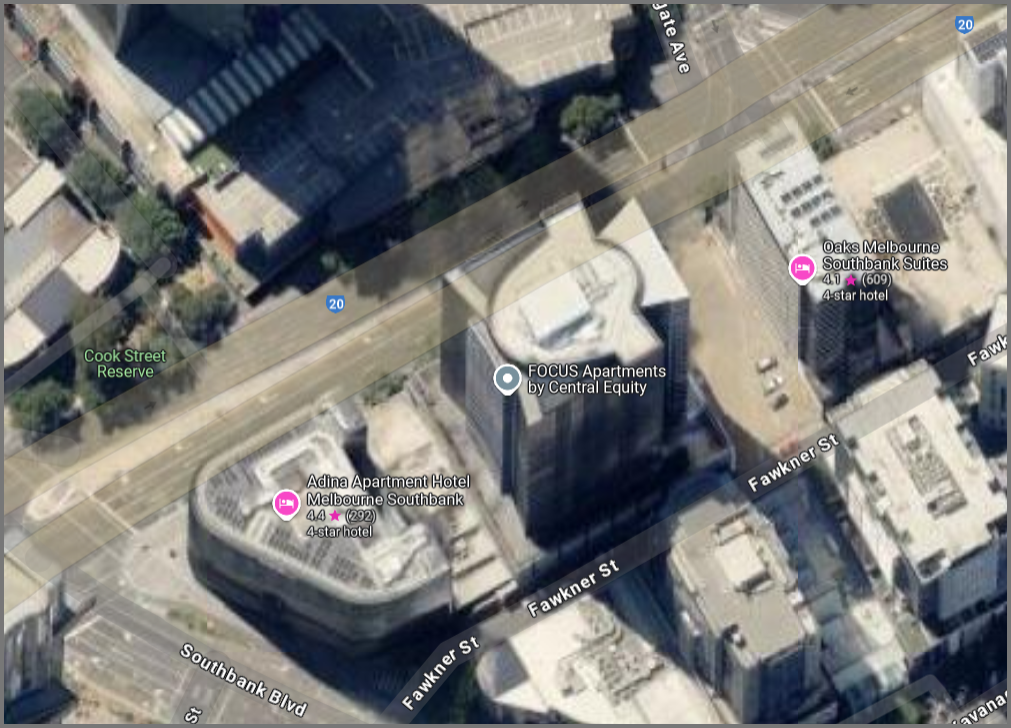 20
gate Ave
Oaks Melbourne
Southbank Suites
4.1 ★ (609)
4-star hotel
20
Cook Street
Reserve
FOCUS Apartments
by Central Equity
Fawk
Fawkner St
Adina Apartment Hotel
Melbourne Southbank
4.4 ★ (292)
4-star hotel
Fawkner St
Fawkner St
Southbank Blvd
St
avana